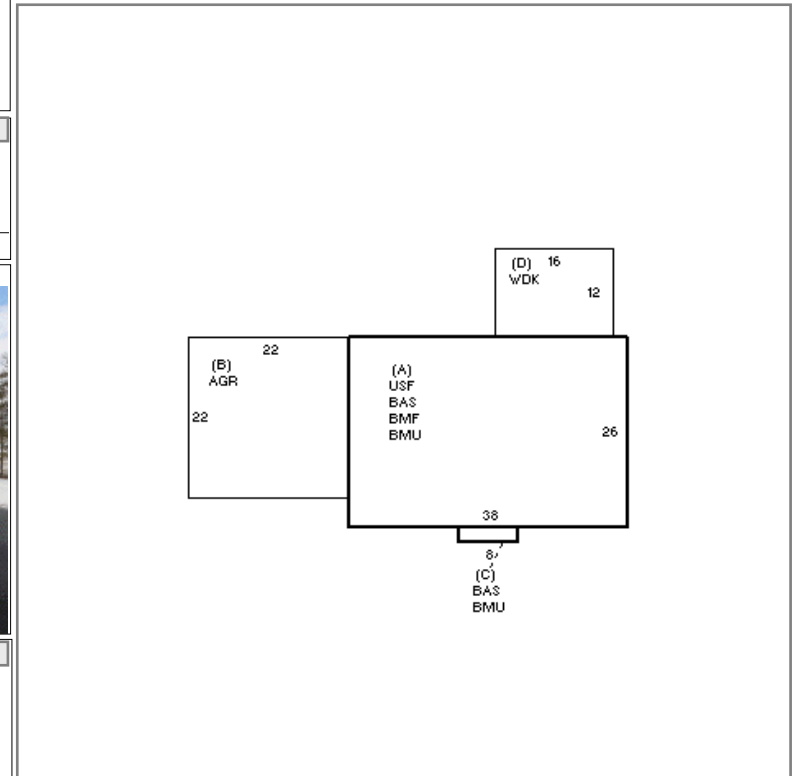 (D) 16
WDK
12
22
(B)
AGR
22
(A)
USF
BAS
BMF
BMU
26
38
8
(C)
BAS
BMU